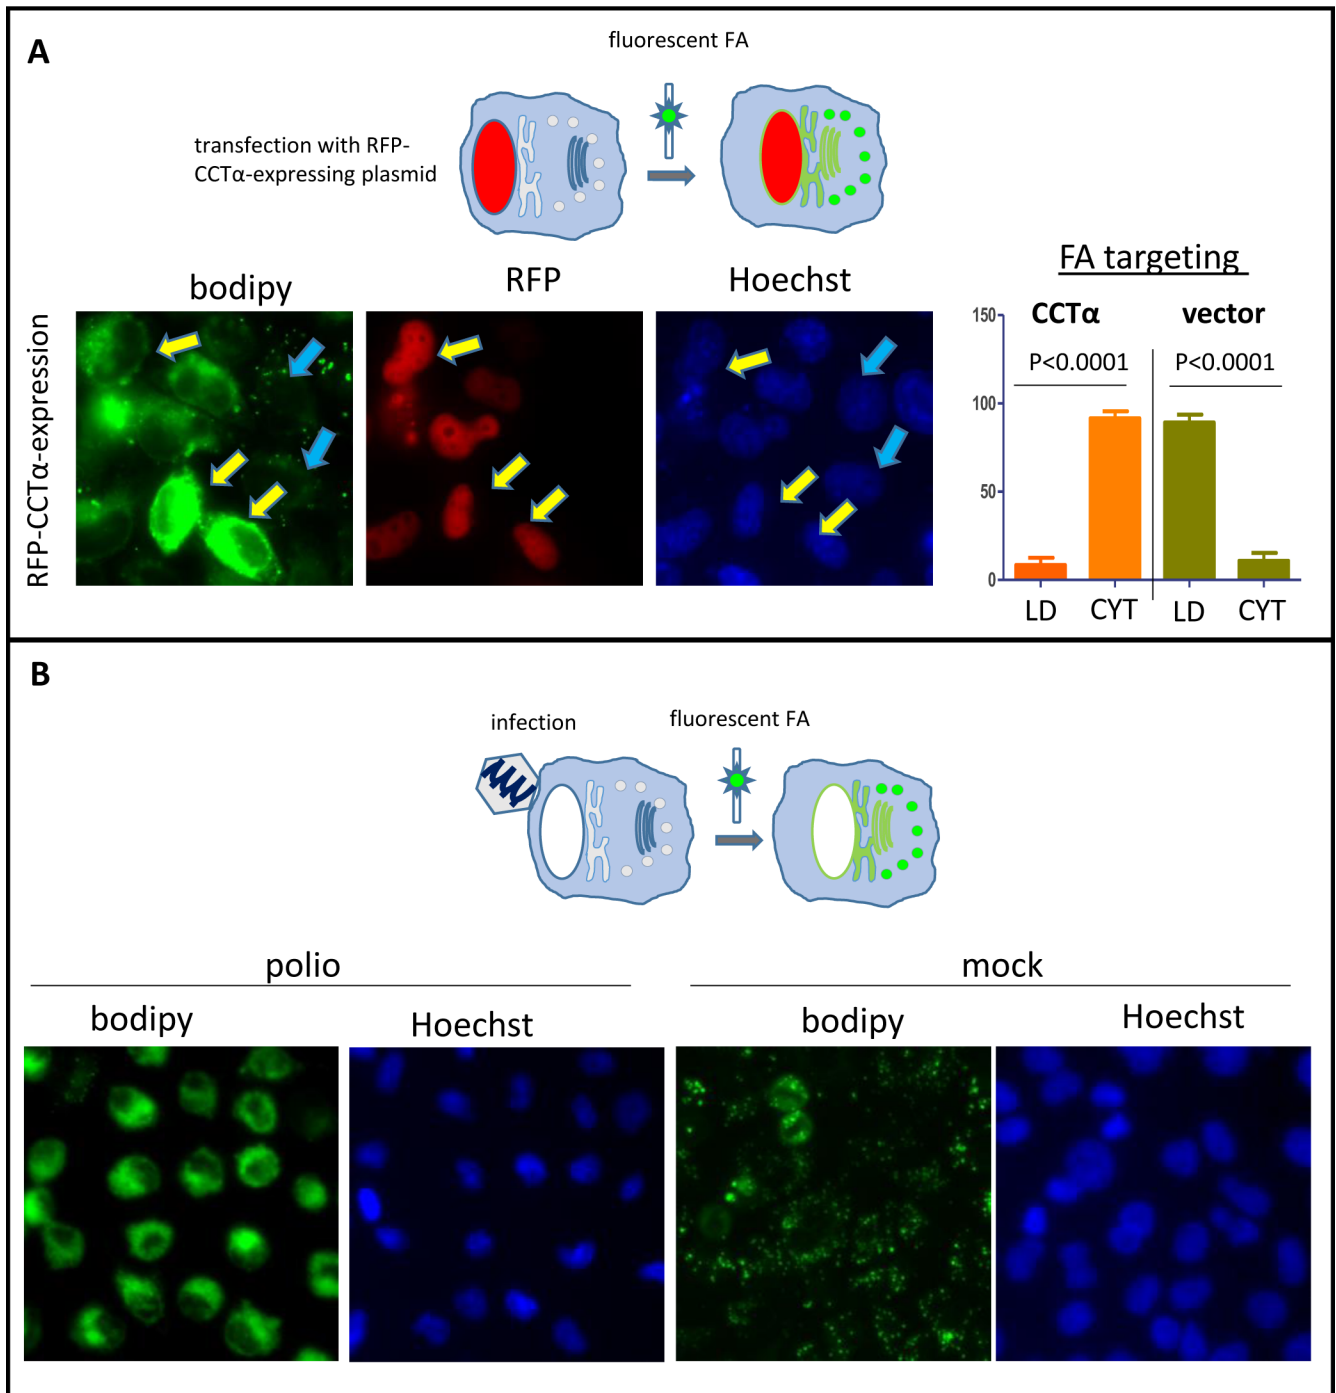 A
fluorescent FA
transfection with RFP-
CCTα-expressing plasmid
FA targeting
bodipy
RFP
Hoechst
RFP-CCTα-expression
CCTα
vector
P<0.0001
P<0.0001
150
100
50
0
LD
CYT
LD
CYT
B
infection
fluorescent FA
polio
mock
bodipy
Hoechst
bodipy
Hoechst